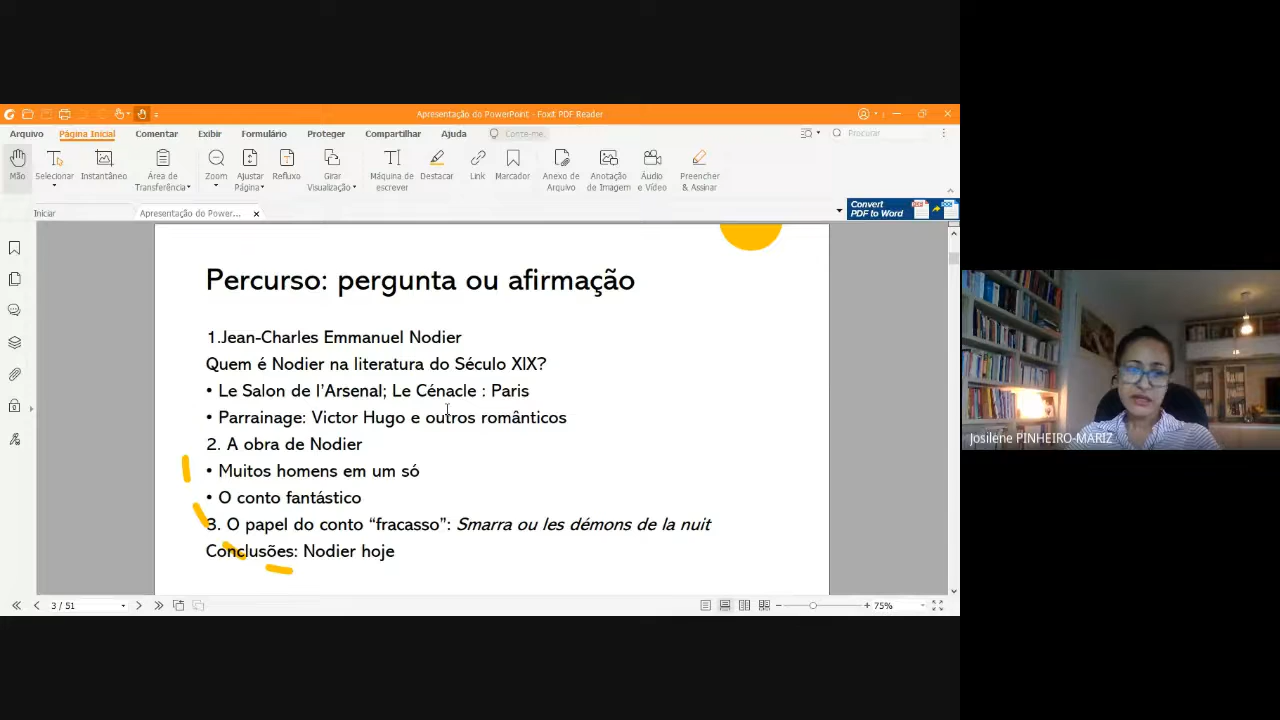 Apresentação do PowerPoint - Foxit PDF Reader
Arquivo Página Inicial Comentar Exibir Formulário Proteger Compartilhar Ajuda Conte-me. Procurar
Mão Selecionar Instantâneo Área de Transferência Zoom Ajustar Página Refluxo Girar Visualização Máquina de escrever Destacar Link Marcador Anexo de Arquivo Anotação de Imagem Áudio e Vídeo Preencher & Assinar
Iniciar Apresentação do Power... Convert PDF to Word
Percurso: pergunta ou afirmação
1.Jean-Charles Emmanuel Nodier
Quem é Nodier na literatura do Século XIX?
• Le Salon de l'Arsenal; Le Cénacle : Paris
• Parrainage: Victor Hugo e outros românticos
2. A obra de Nodier
• Muitos homens em um só
• O conto fantástico
3. O papel do conto “fracasso”: Smarra ou les démons de la nuit
Conclusões: Nodier hoje
3 / 51 75%
Josilene PINHEIRO-MARIZ